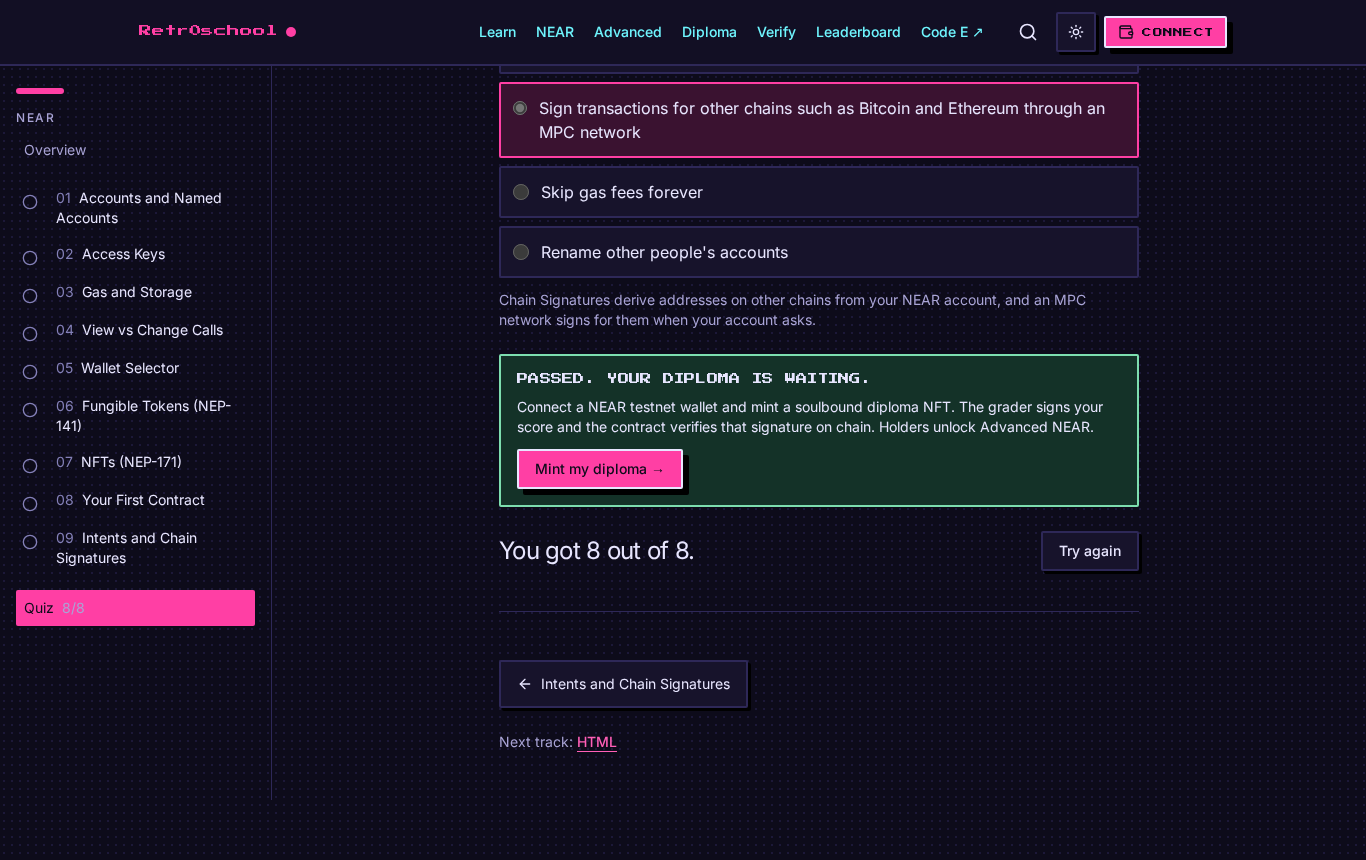 Retr0school
Learn
NEAR
Advanced
Diploma
Verify
Leaderboard
Code E ↗
CONNECT
NEAR
Overview
01 Accounts and Named
Accounts
02 Access Keys
03 Gas and Storage
04 View vs Change Calls
05 Wallet Selector
06 Fungible Tokens (NEP-
141)
07 NFTs (NEP-171)
08 Your First Contract
09 Intents and Chain
Signatures
Quiz 8/8
Sign transactions for other chains such as Bitcoin and Ethereum through an
MPC network
Skip gas fees forever
Rename other people's accounts
Chain Signatures derive addresses on other chains from your NEAR account, and an MPC
network signs for them when your account asks.
PASSED. YOUR DIPLOMA IS WAITING.
Connect a NEAR testnet wallet and mint a soulbound diploma NFT. The grader signs your
score and the contract verifies that signature on chain. Holders unlock Advanced NEAR.
Mint my diploma →
You got 8 out of 8.
Try again
← Intents and Chain Signatures
Next track: HTML